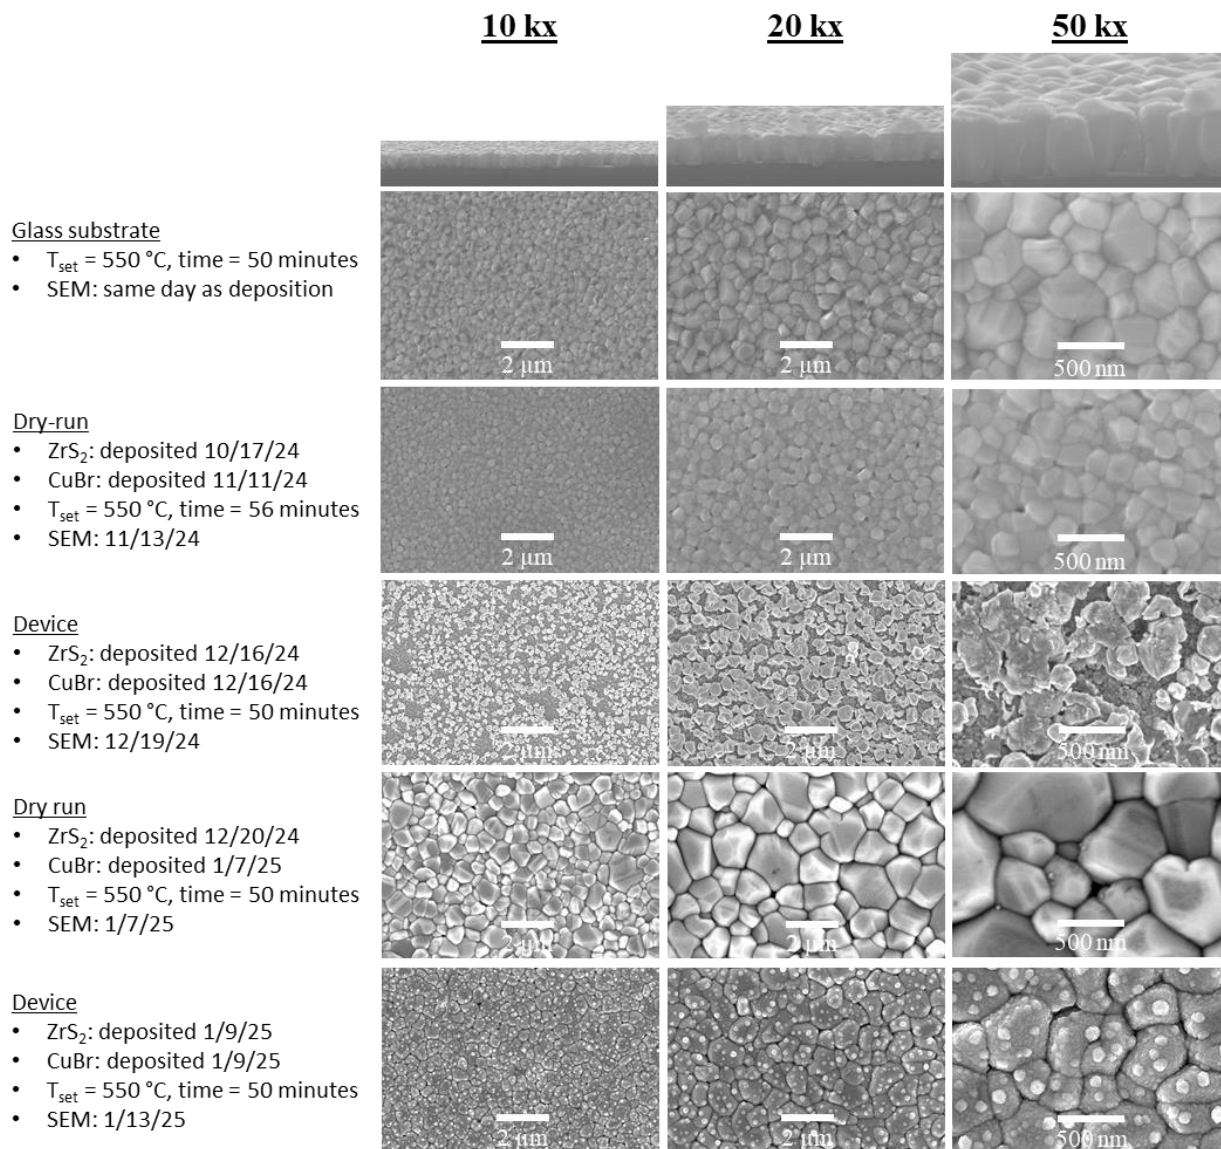 10 kx 20 kx 50 kx
Glass substrate
• Tset = 550 °C, time = 50 minutes
• SEM: same day as deposition
2 μm 2 μm 500 nm
Dry-run
• ZrS2: deposited 10/17/24
• CuBr: deposited 11/11/24
• Tset = 550 °C, time = 56 minutes
• SEM: 11/13/24
2 μm 2 μm 500 nm
Device
• ZrS2: deposited 12/16/24
• CuBr: deposited 12/16/24
• Tset = 550 °C, time = 50 minutes
• SEM: 12/19/24
2 μm 2 μm 500 nm
Dry run
• ZrS2: deposited 12/20/24
• CuBr: deposited 1/7/25
• Tset = 550 °C, time = 50 minutes
• SEM: 1/7/25
2 μm 2 μm 500 nm
Device
• ZrS2: deposited 1/9/25
• CuBr: deposited 1/9/25
• Tset = 550 °C, time = 50 minutes
• SEM: 1/13/25
2 μm 2 μm 500 nm